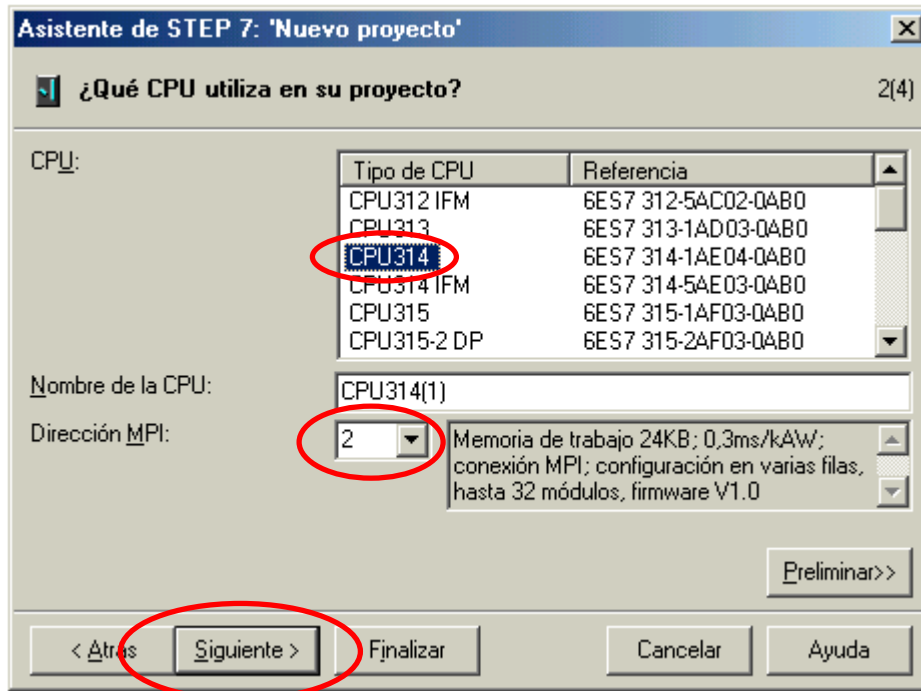 Asistente de STEP 7: 'Nuevo proyecto'
¿Qué CPU utiliza en su proyecto? 2(4)
CPU:
Tipo de CPU Referencia
CPU312 IFM 6ES7 312-5AC02-0AB0
CPU313 6ES7 313-1AD03-0AB0
CPU314 6ES7 314-1AE04-0AB0
CPU314 IFM 6ES7 314-5AE03-0AB0
CPU315 6ES7 315-1AF03-0AB0
CPU315-2 DP 6ES7 315-2AF03-0AB0
Nombre de la CPU: CPU314(1)
Dirección MPI: 2
Memoria de trabajo 24KB; 0,3ms/kAW;
conexión MPI; configuración en varias filas,
hasta 32 módulos, firmware V1.0
Preliminar>>
< Atrás Siguiente > Finalizar Cancelar Ayuda